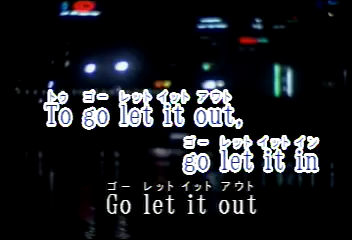 トゥ ゴー レット イット アウト
To go let it out,
ゴー レット イット イン
go let it in
ゴー レット イット アウト
Go let it out